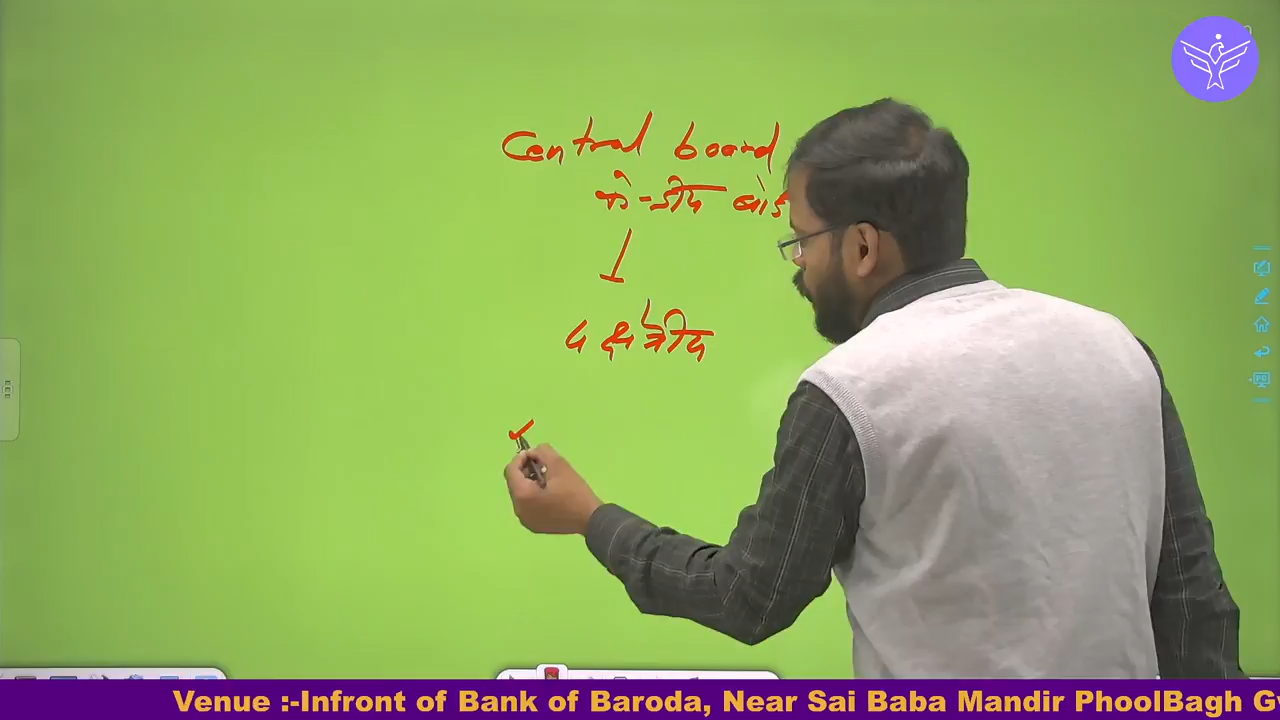 Central board
केन्द्रीय बोर्ड
4 क्षेत्रीय
Venue :-Infront of Bank of Baroda, Near Sai Baba Mandir PhoolBagh